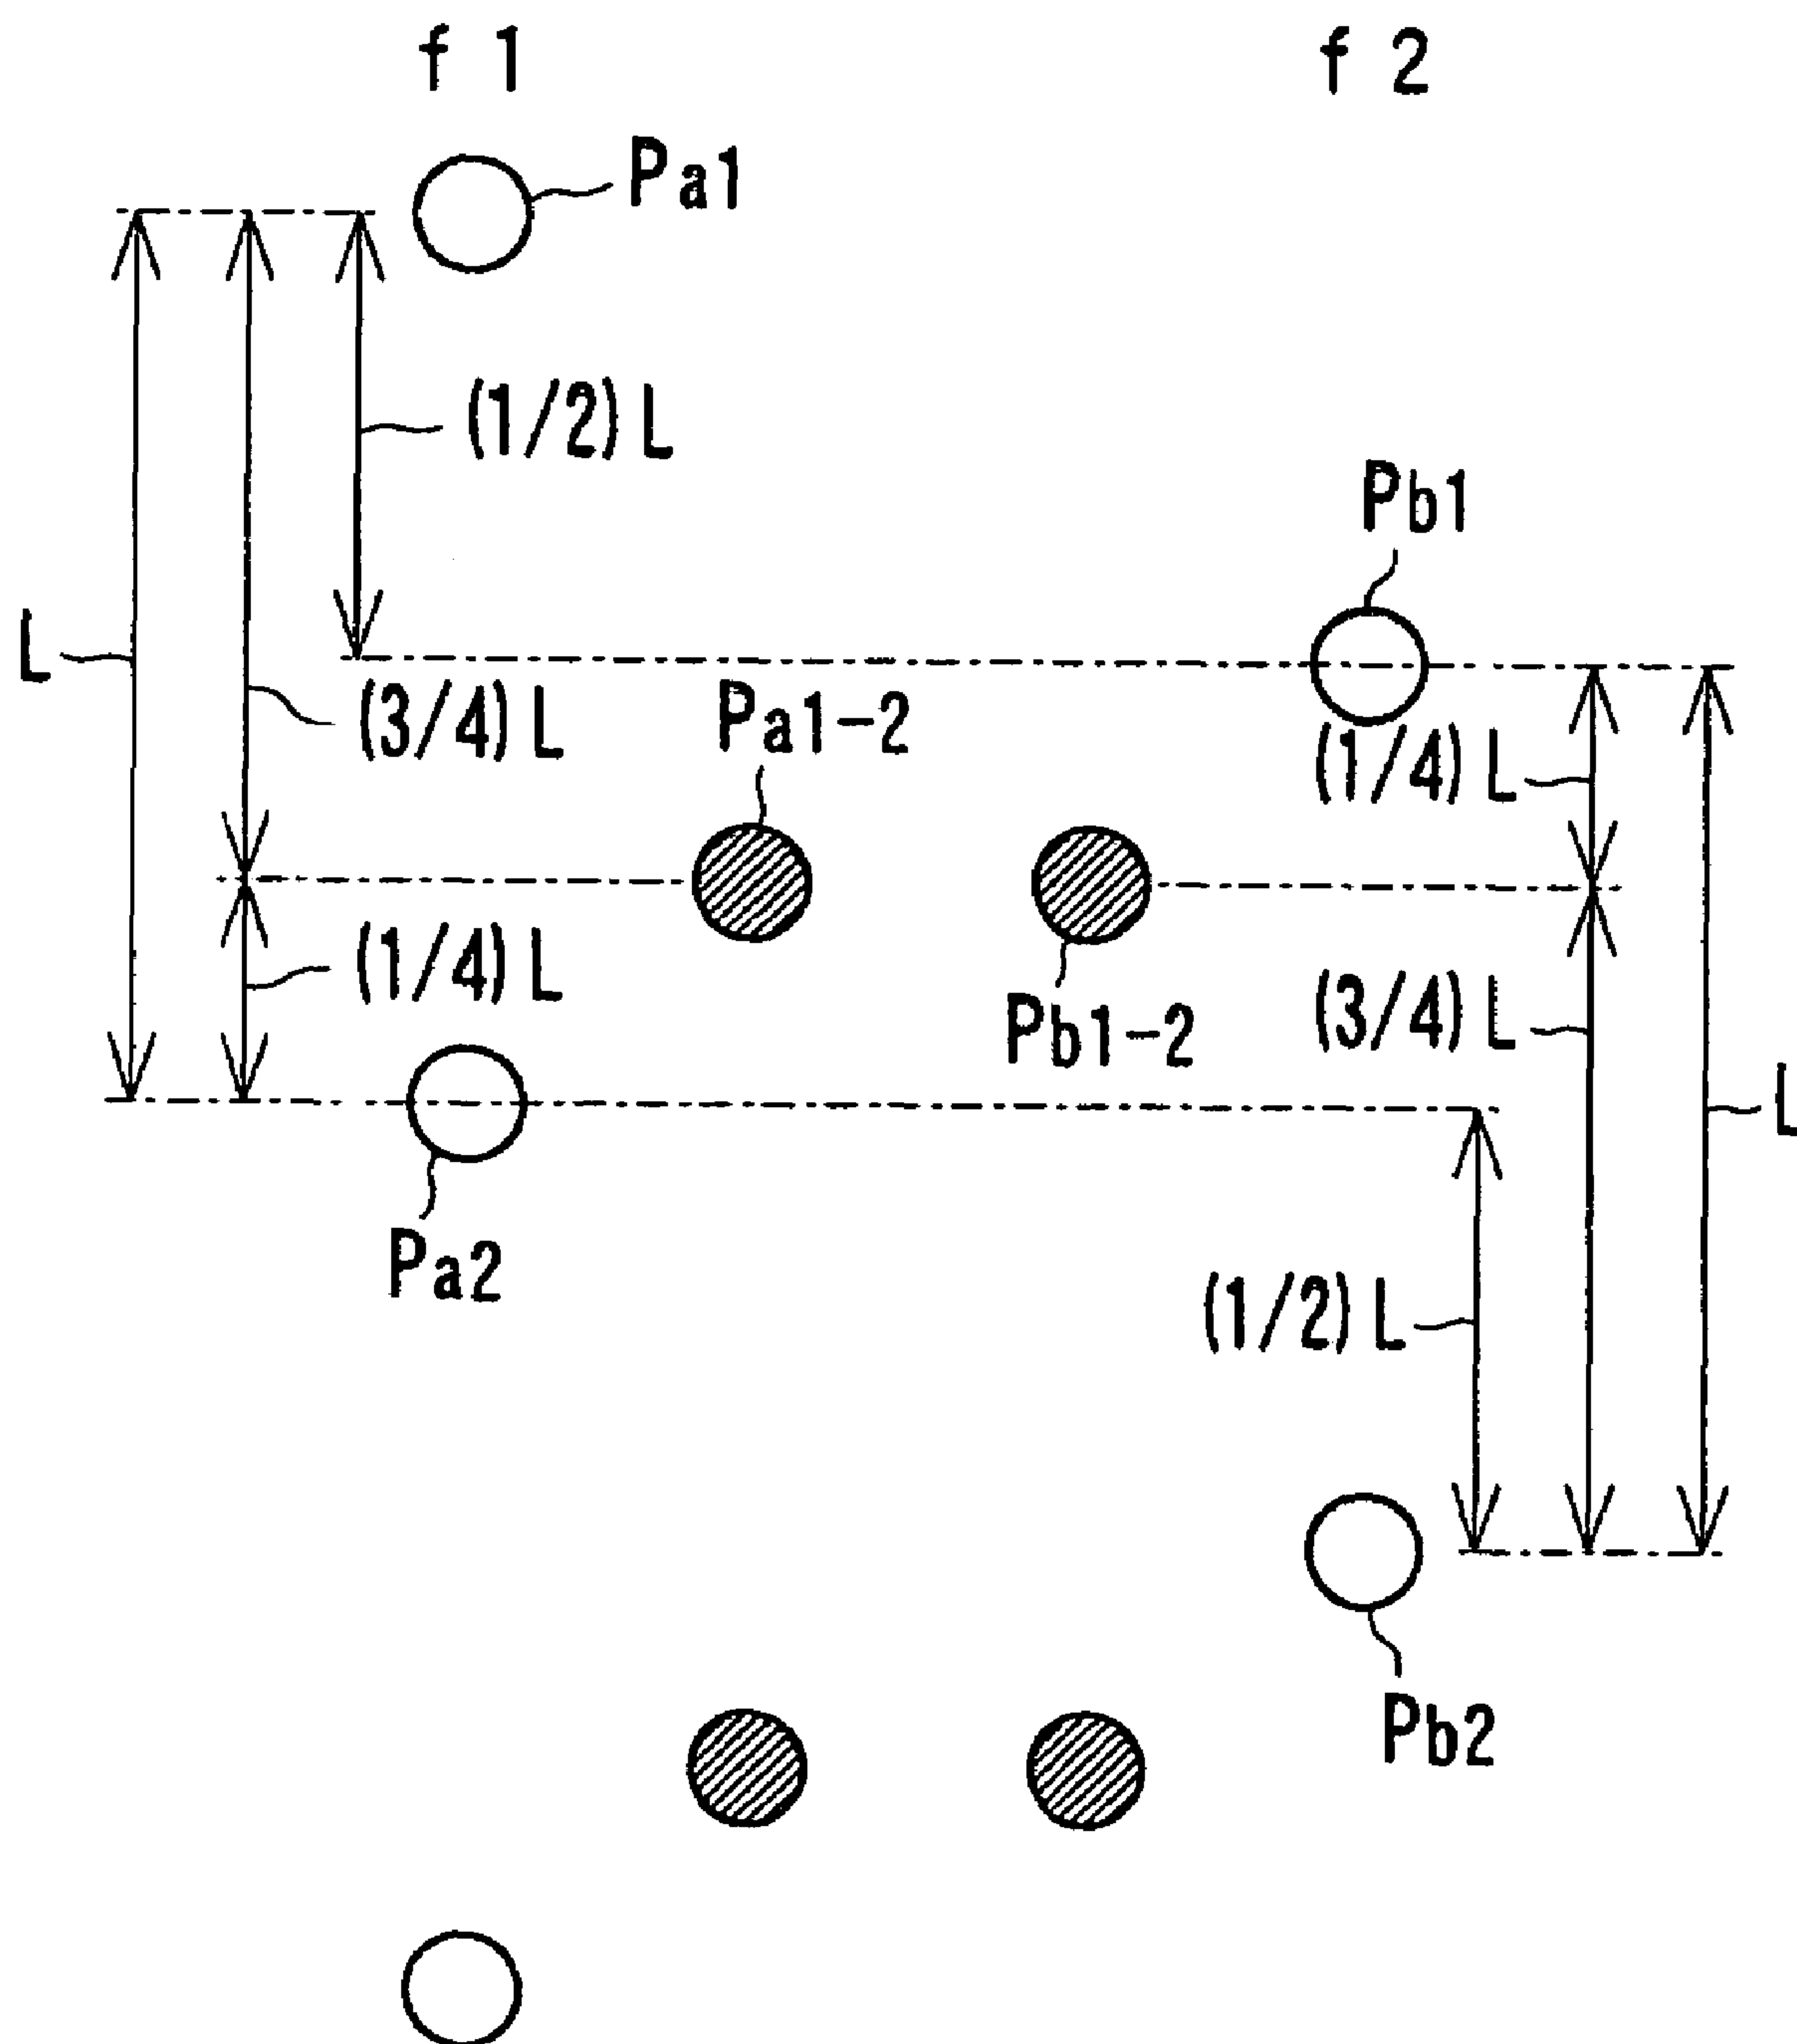 f 1
f 2
Pa1
(1/2)L
Pb1
L
(3/4)L
Pa1-2
(1/4)L
(1/4)L
(3/4)L
Pb1-2
L
Pa2
(1/2)L
Pb2